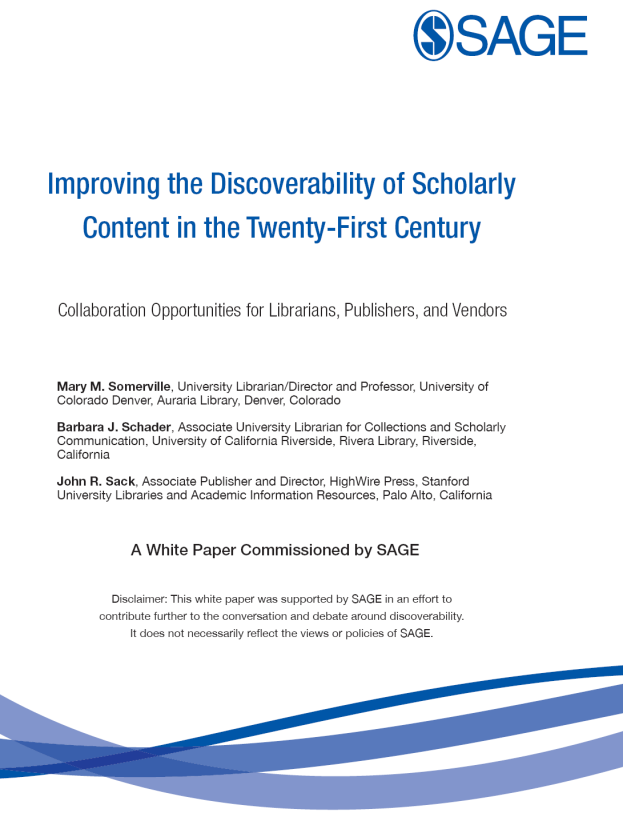 SAGE
Improving the Discoverability of Scholarly
Content in the Twenty-First Century
Collaboration Opportunities for Librarians, Publishers, and Vendors
Mary M. Somerville, University Librarian/Director and Professor, University of
Colorado Denver, Auraria Library, Denver, Colorado
Barbara J. Schader, Associate University Librarian for Collections and Scholarly
Communication, University of California Riverside, Rivera Library, Riverside,
California
John R. Sack, Associate Publisher and Director, HighWire Press, Stanford
University Libraries and Academic Information Resources, Palo Alto, California
A White Paper Commissioned by SAGE
Disclaimer: This white paper was supported by SAGE in an effort to
contribute further to the conversation and debate around discoverability.
It does not necessarily reflect the views or policies of SAGE.